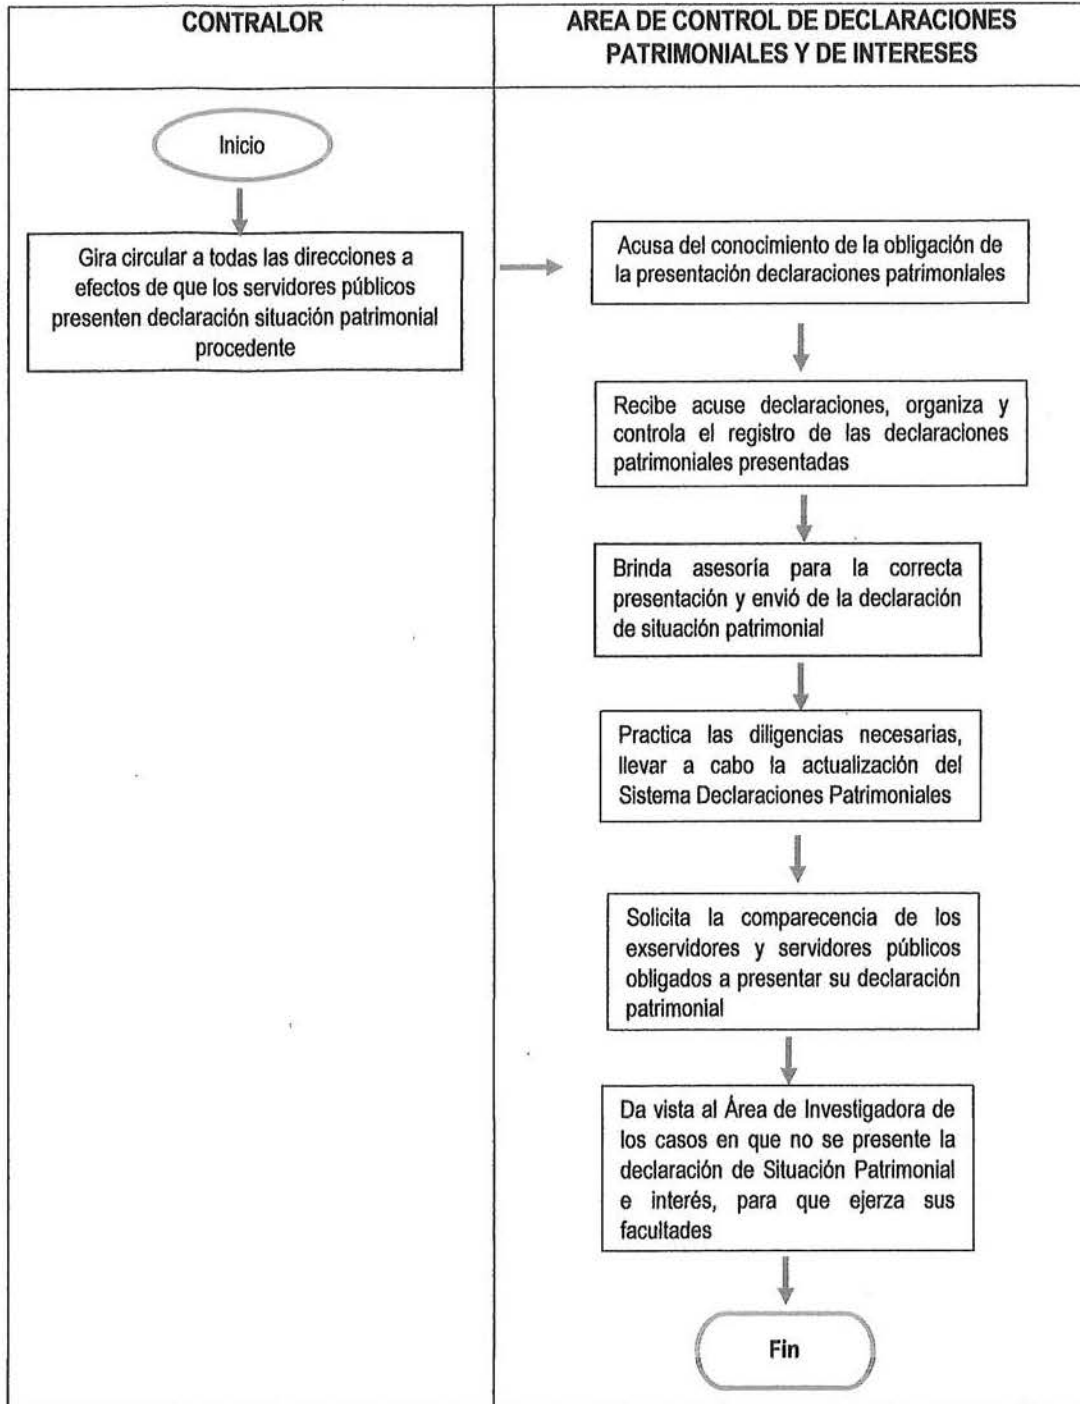 CONTRALOR
AREA DE CONTROL DE DECLARACIONES
PATRIMONIALES Y DE INTERESES
Inicio
Gira circular a todas las direcciones a
efectos de que los servidores públicos
presenten declaración situación patrimonial
procedente
Acusa del conocimiento de la obligación de
la presentación declaraciones patrimoniales
Recibe acuse declaraciones, organiza y
controla el registro de las declaraciones
patrimoniales presentadas
Brinda asesoría para la correcta
presentación y envió de la declaración
de situación patrimonial
Practica las diligencias necesarias,
llevar a cabo la actualización del
Sistema Declaraciones Patrimoniales
Solicita la comparecencia de los
exservidores y servidores públicos
obligados a presentar su declaración
patrimonial
Da vista al Área de Investigadora de
los casos en que no se presente la
declaración de Situación Patrimonial
e interés, para que ejerza sus
facultades
Fin